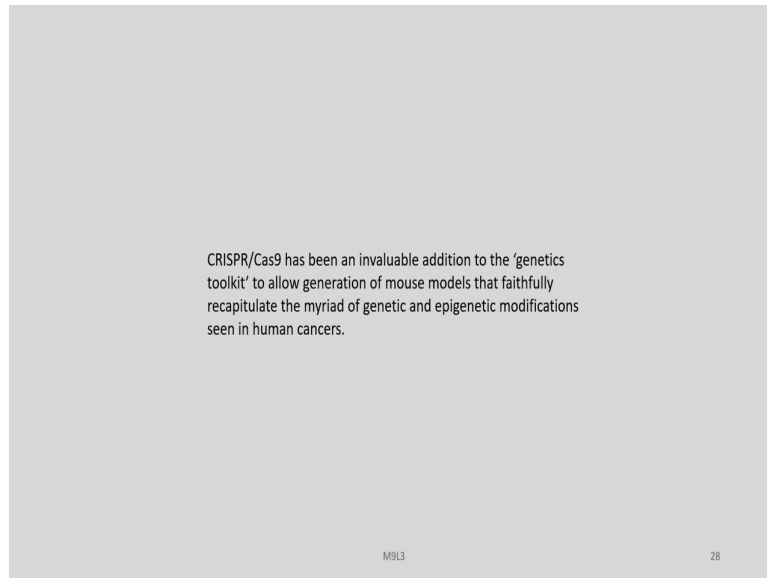 CRISPR/Cas9 has been an invaluable addition to the ‘genetics
toolkit’ to allow generation of mouse models that faithfully
recapitulate the myriad of genetic and epigenetic modifications
seen in human cancers.
M9L3
28